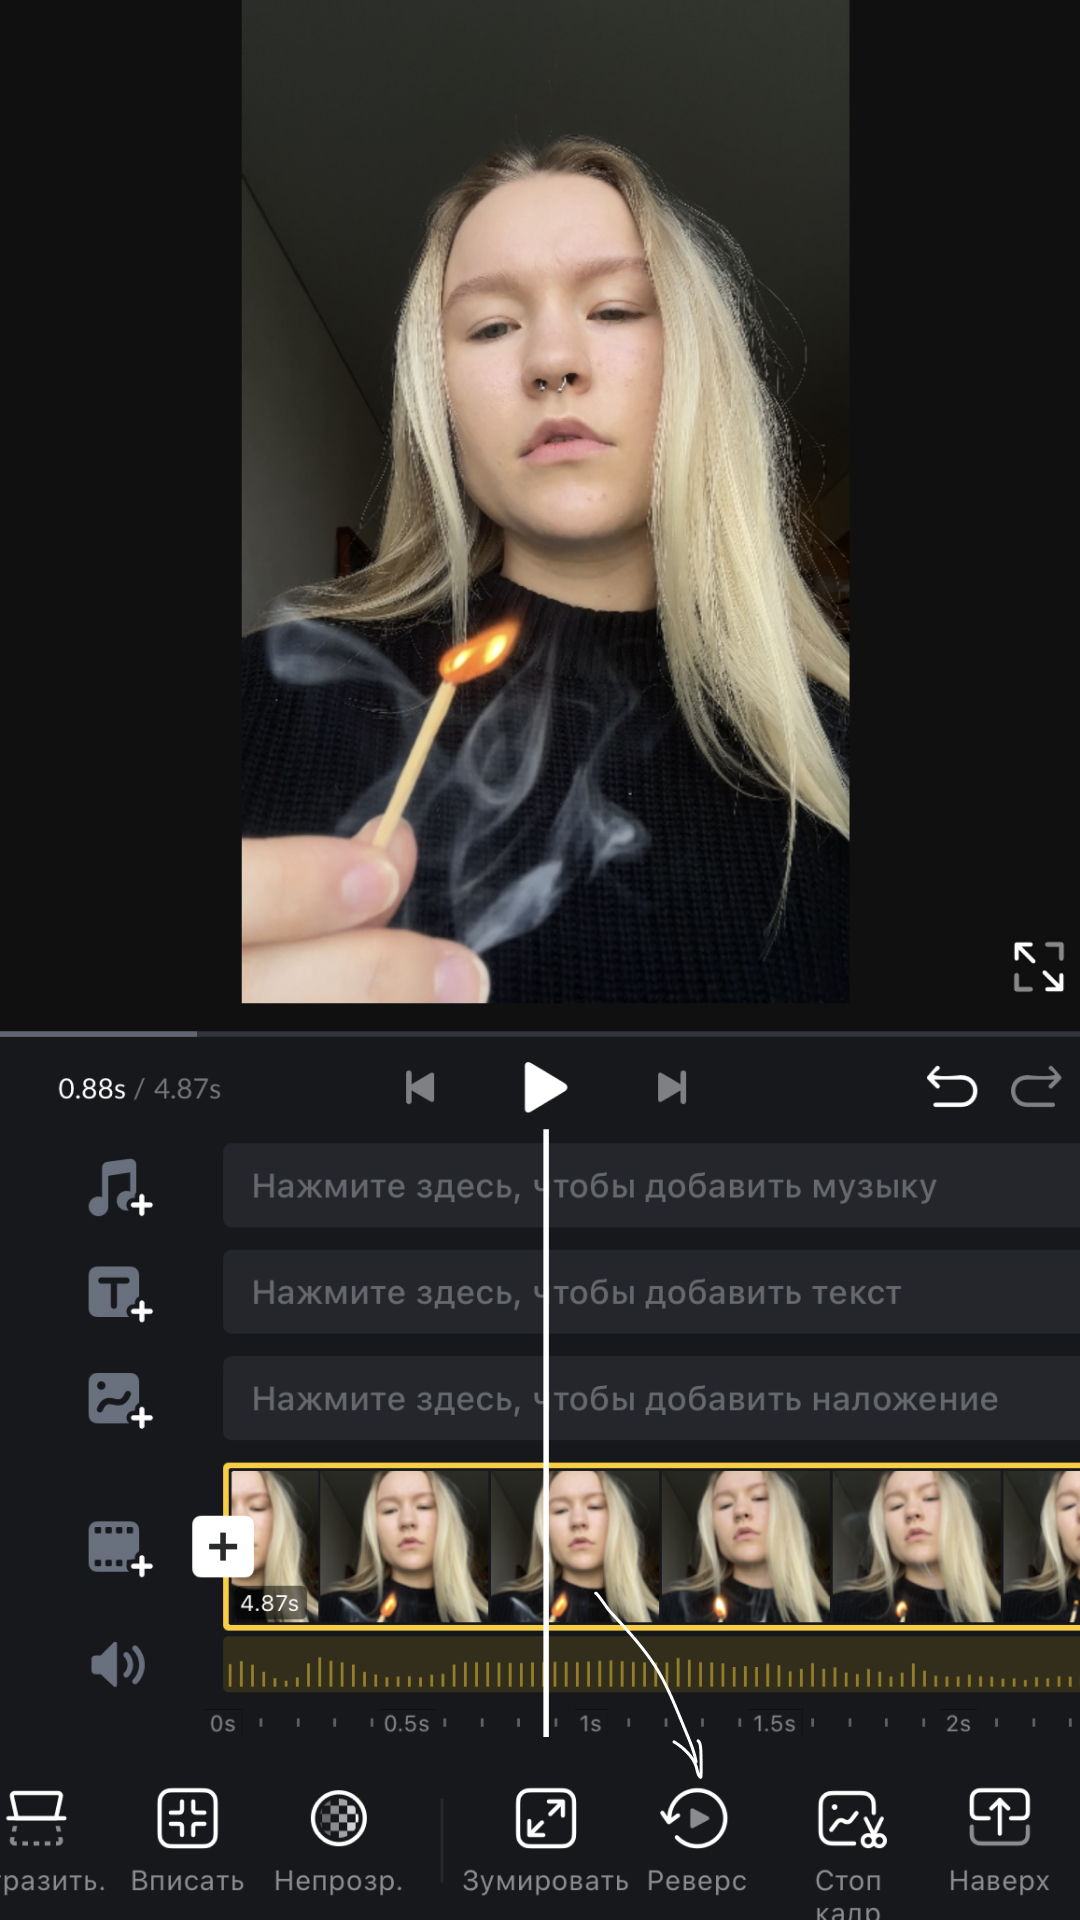 0.88s / 4.87s
Нажмите здесь, чтобы добавить музыку
Нажмите здесь, чтобы добавить текст
Нажмите здесь, чтобы добавить наложение
4.87s
0s 0.5s 1s 1.5s 2s
разить. Вписать Непрозр. Зумировать Реверс Стоп Наверх
кадр